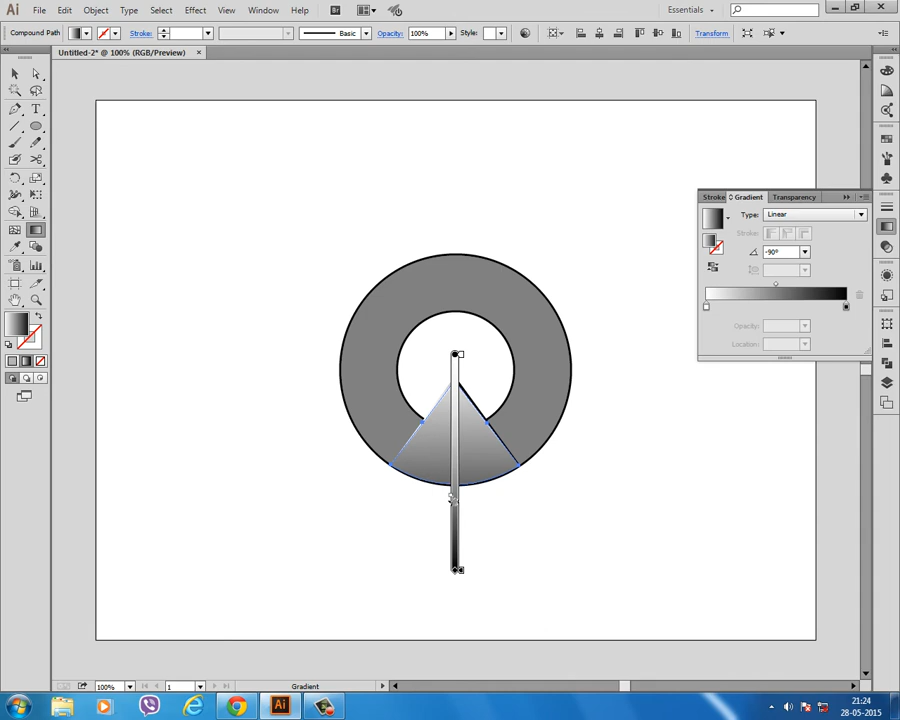 Ai File Edit Object Type Select Effect View Window Help Br Essentials
Compound Path Stroke: Basic Opacity: 100% Style: Transform
Untitled-2* @ 100% (RGB/Preview) ×
Stroke Gradient Transparency
Type: Linear
Stroke:
-90°
Opacity:
Location:
100% 1 Gradient
Ai 21:24
28-05-2015